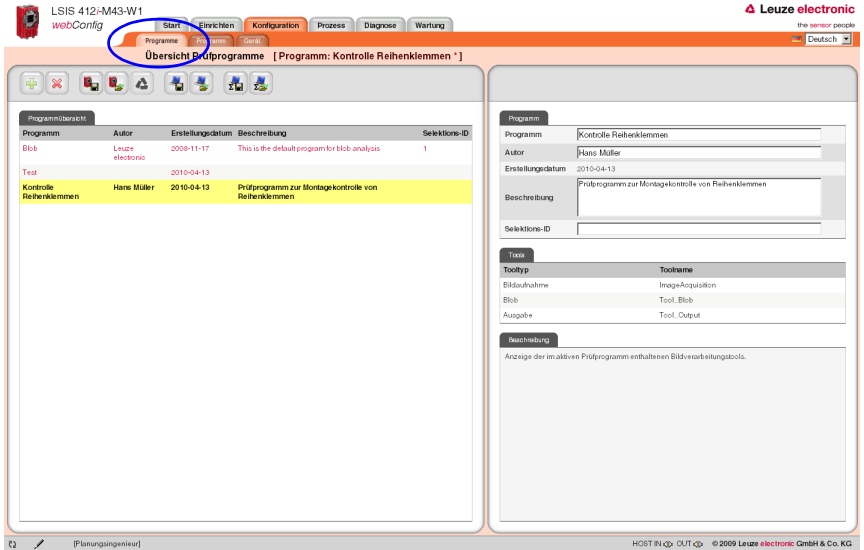 LSIS 412i-M43-W1
webConfig
Leuze electronic
the sensor people
Start Einrichten Konfiguration Prozess Diagnose Wartung
Programme Programm Gerät
Deutsch
Übersicht Prüfprogramme [ Programm: Kontrolle Reihenklemmen * ]
Programmübersicht
Programm Autor Erstellungsdatum Beschreibung Selektions-ID
Blob Leuze electronic 2008-11-17 This is the default program for blob analysis 1
Test 2010-04-13
Kontrolle Reihenklemmen Hans Müller 2010-04-13 Prüfprogramm zur Montagekontrolle von Reihenklemmen
Programm
Programm Kontrolle Reihenklemmen
Autor Hans Müller
Erstellungsdatum 2010-04-13
Beschreibung Prüfprogramm zur Montagekontrolle von Reihenklemmen
Selektions-ID
Tools
Tooltyp Toolname
Bildaufnahme ImageAcquisition
Blob Tool_Blob
Ausgabe Tool_Output
Beschreibung
Anzeige der im aktiven Prüfprogramm enthaltenen Bildverarbeitungstools.
[Planungsingenieur]
HOST IN OUT © 2009 Leuze electronic GmbH & Co. KG